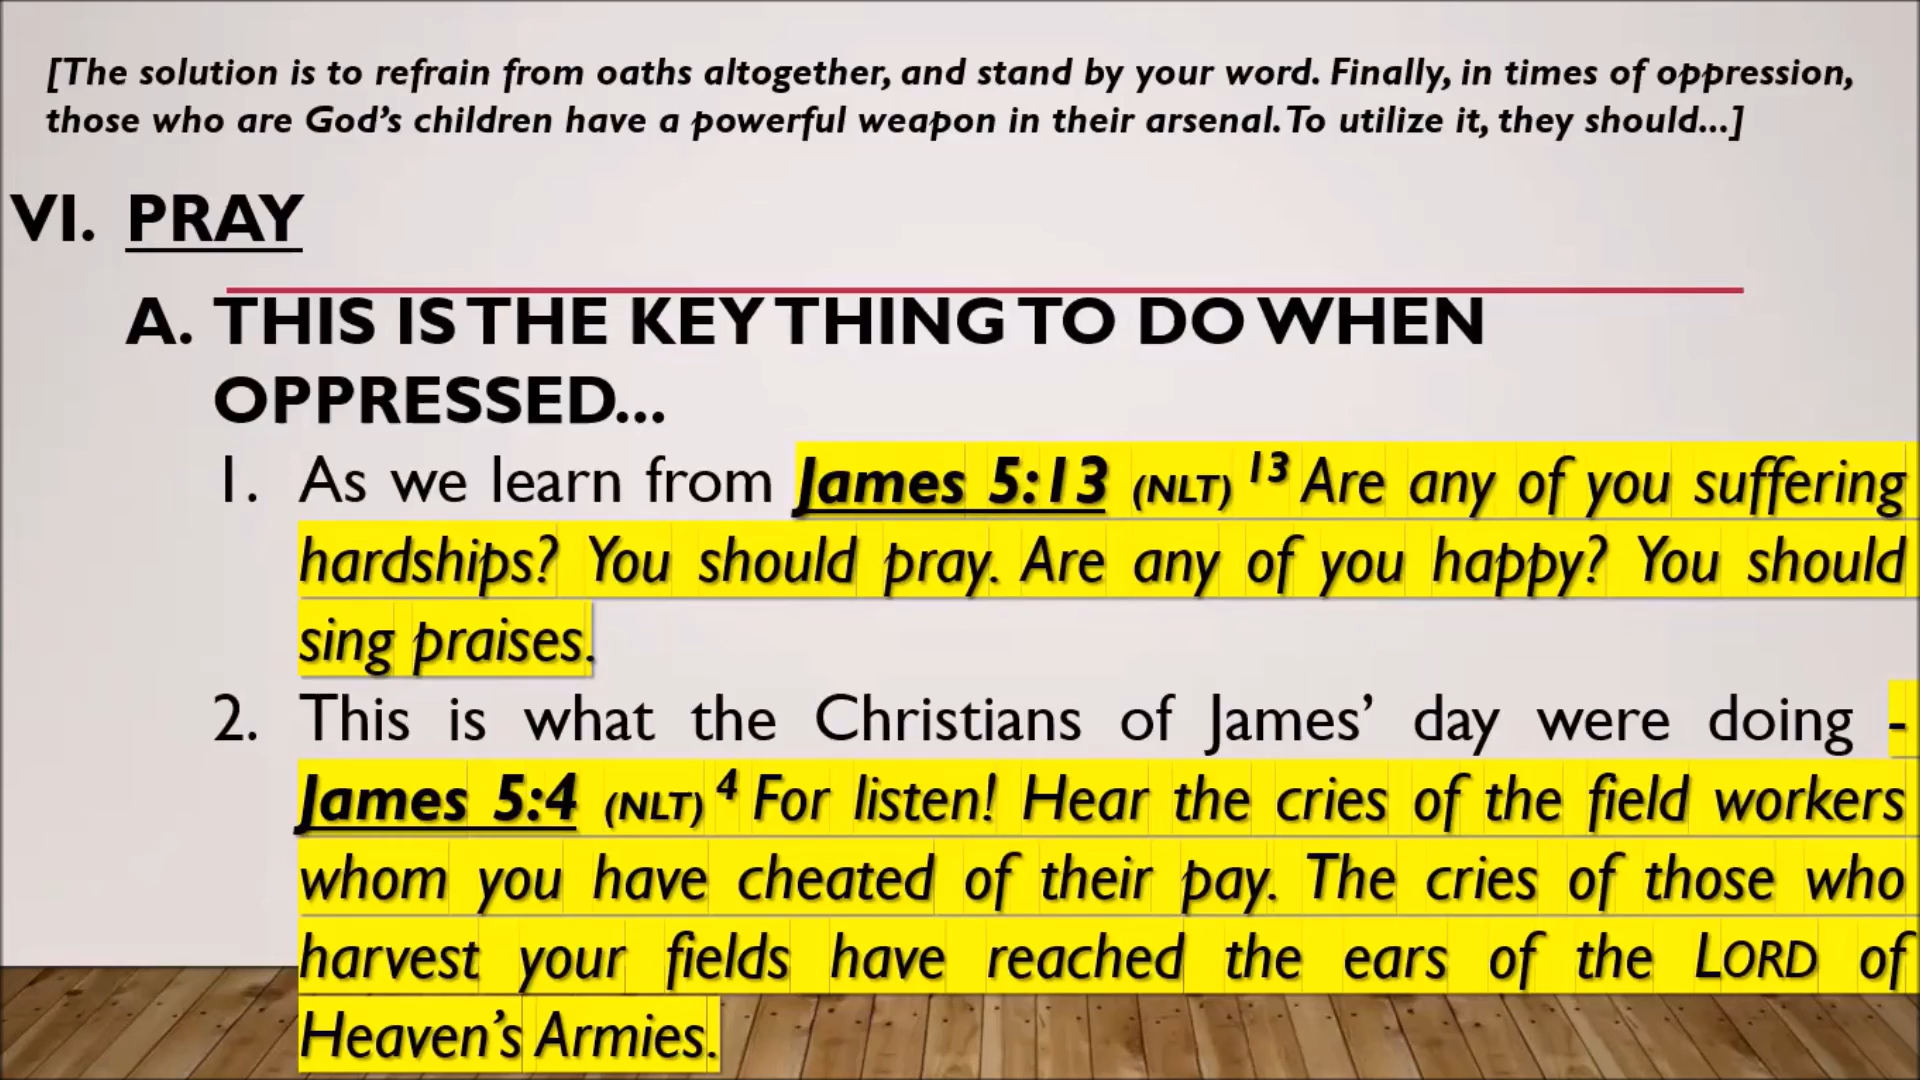 [The solution is to refrain from oaths altogether, and stand by your word. Finally, in times of oppression,
those who are God’s children have a powerful weapon in their arsenal. To utilize it, they should...]
VI. PRAY
A. THIS IS THE KEY THING TO DO WHEN
OPPRESSED...
1. As we learn from James 5:13 (NLT) 13 Are any of you suffering
hardships? You should pray. Are any of you happy? You should
sing praises.
2. This is what the Christians of James’ day were doing -
James 5:4 (NLT) 4 For listen! Hear the cries of the field workers
whom you have cheated of their pay. The cries of those who
harvest your fields have reached the ears of the LORD of
Heaven’s Armies.